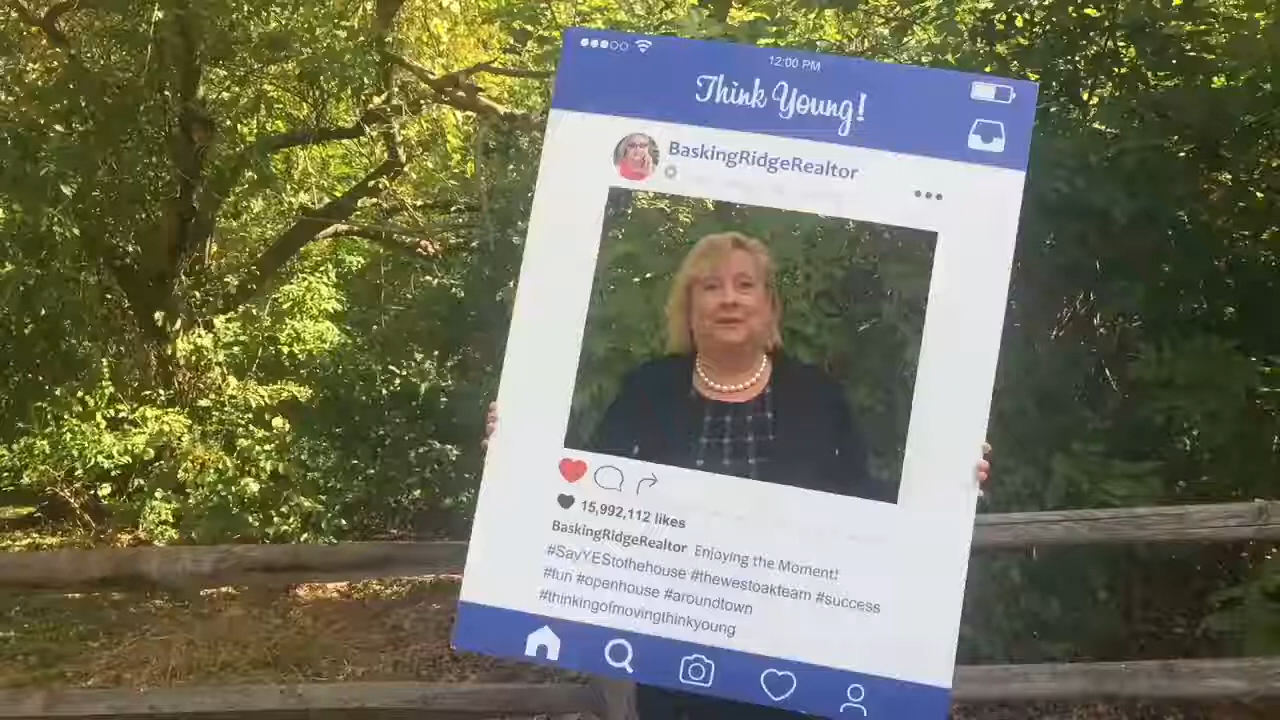 12:00 PM
Think Young!
BaskingRidgeRealtor
15,992,112 likes
BaskingRidgeRealtor Enjoying the Moment!
#SayYEStothehouse #thewestoakteam #success
#fun #openhouse #aroundtown
#thinkingofmovingthinkyoung